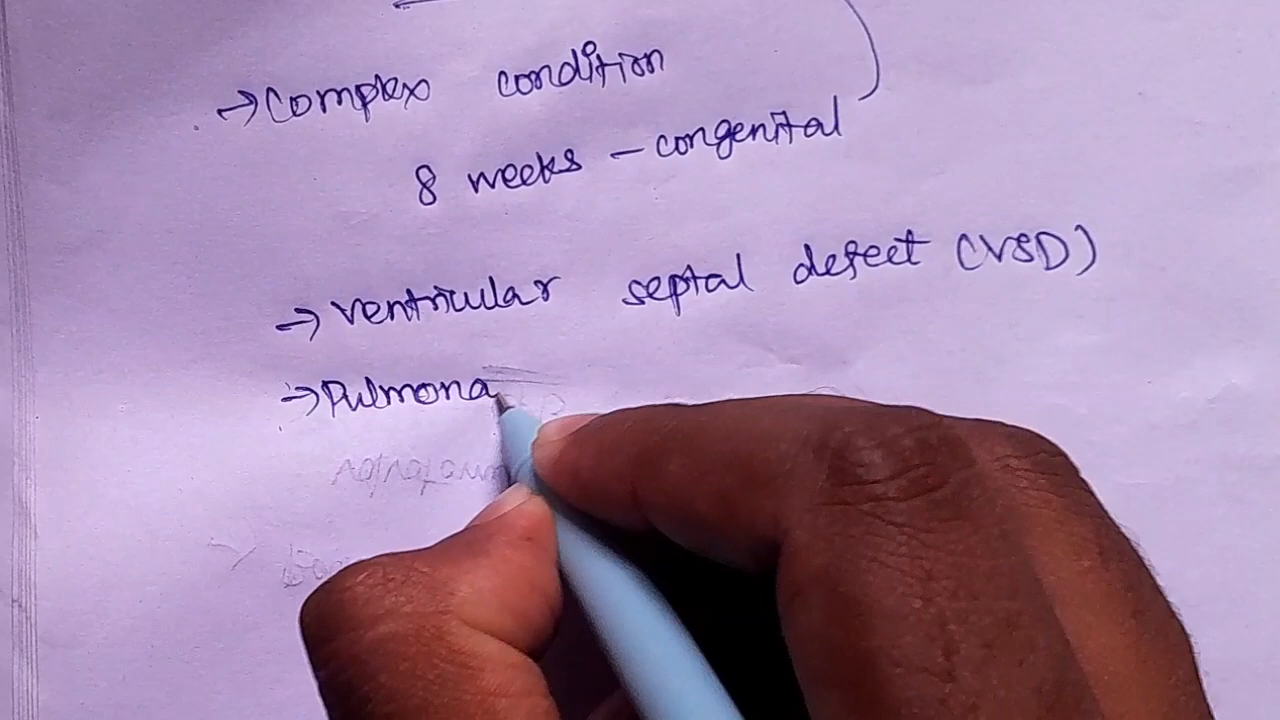 → complex condition
8 weeks - congenital
→ ventricular septal defect (VSD)
→ Pulmona